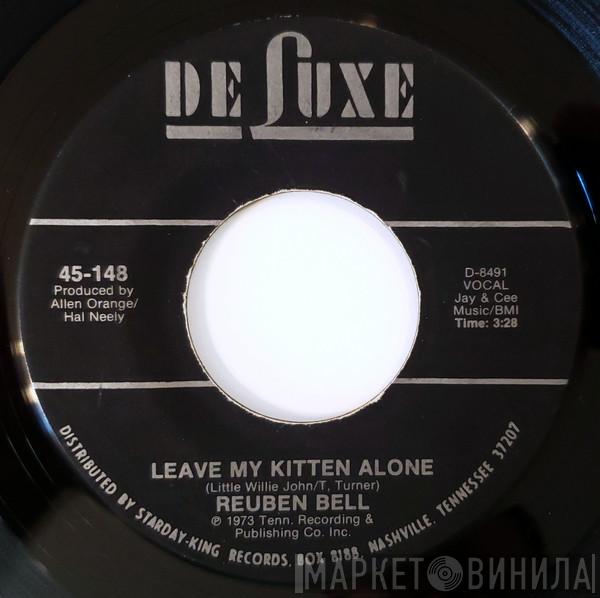 DE LUXE
45-148
Produced by
Allen Orange/
Hal Neely
D-8491
VOCAL
Jay & Cee
Music/BMI
Time: 3:28
LEAVE MY KITTEN ALONE
(Little Willie John/T. Turner)
REUBEN BELL
℗ 1973 Tenn. Recording &
Publishing Co. Inc.
DISTRIBUTED BY STARDAY-KING RECORDS, BOX 8188, NASHVILLE, TENNESSEE 37207
МАРКЕТ ВИНИЛА